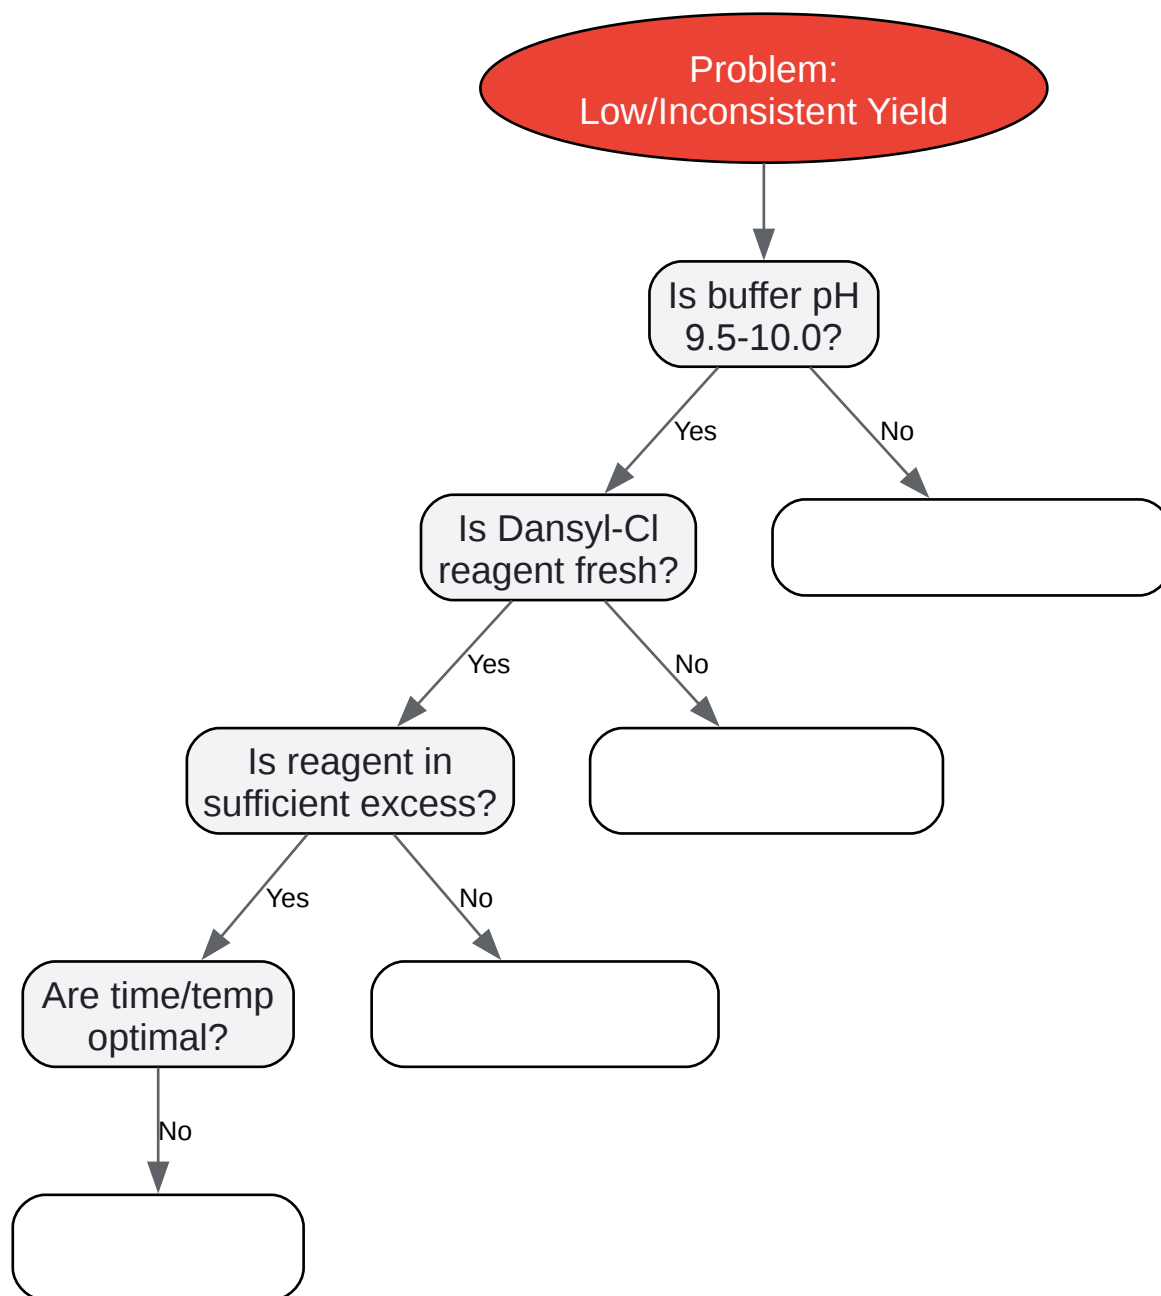 Problem:
Low/Inconsistent Yield
Is buffer pH
9.5-10.0?
Yes
No
Is Dansyl-Cl
reagent fresh?
Yes
No
Is reagent in
sufficient excess?
Yes
No
Are time/temp
optimal?
No